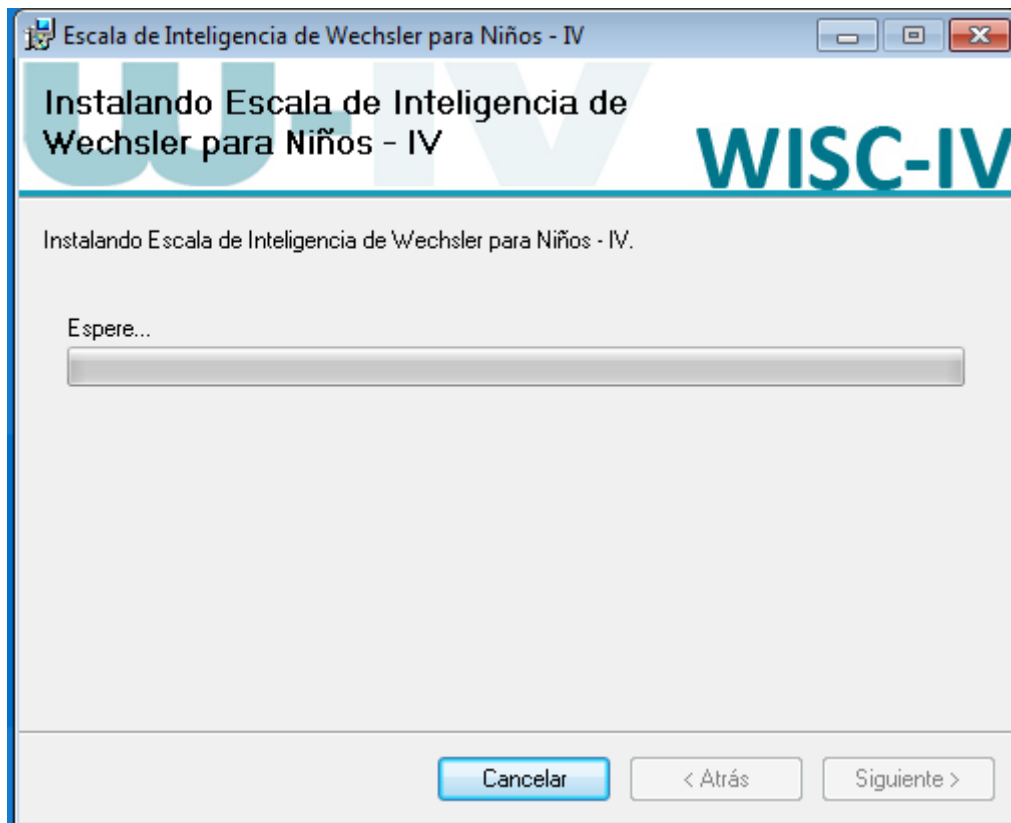 Escala de Inteligencia de Wechsler para Niños - IV
Instalando Escala de Inteligencia de
Wechsler para Niños - IV
WISC-IV
Instalando Escala de Inteligencia de Wechsler para Niños - IV.
Espere...
Cancelar
< Atrás
Siguiente >